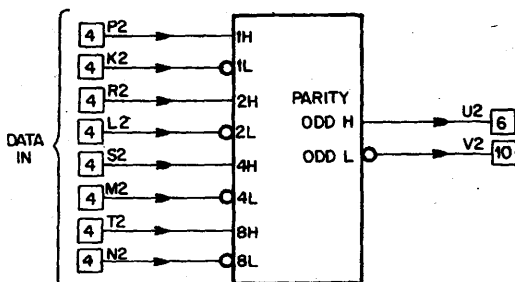 4 P2 1H
4 K2 1L
4 R2 2H
PARITY
4 L2 2L
ODD H U2 6
DATA
IN
4 S2 4H
ODD L V2 10
4 M2 4L
4 T2 8H
4 N2 8L